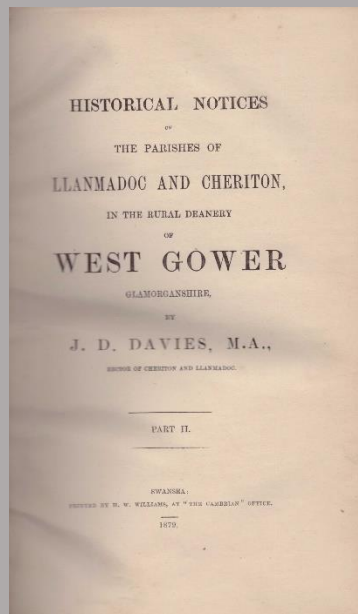 HISTORICAL NOTICES
OF
THE PARISHES OF
LLANMADOC AND CHERITON,
IN THE RURAL DEANERY
OF
WEST GOWER
GLAMORGANSHIRE,
BY
J. D. DAVIES, M.A.,
RECTOR OF CHERITON AND LLANMADOC.
PART II.
SWANSEA:
PRINTED BY H. W. WILLIAMS, AT "THE CAMBRIAN" OFFICE.
1879.